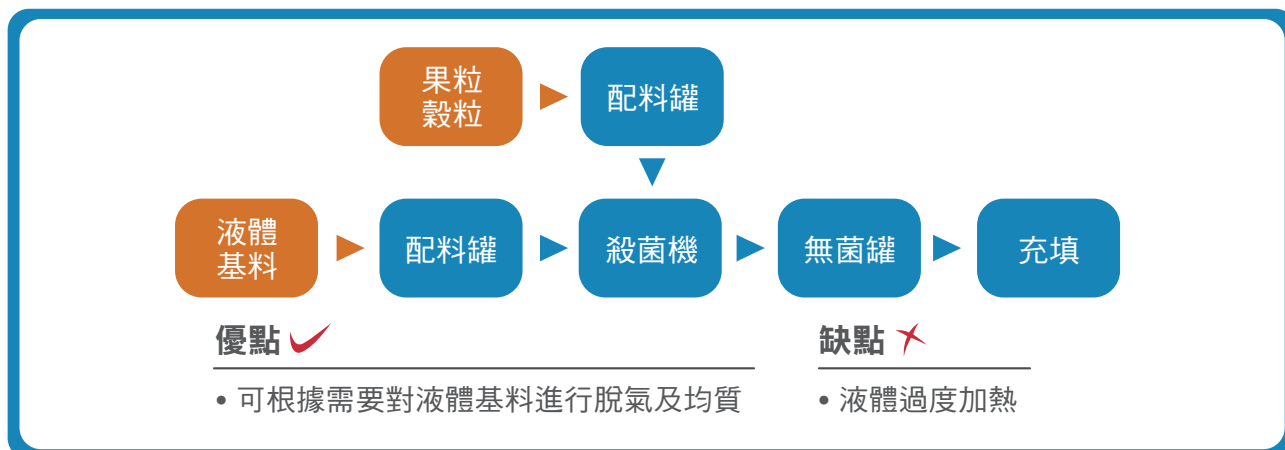 果粒
穀粒
配料罐
液體
基料
配料罐
殺菌機
無菌罐
充填
優點
• 可根據需要對液體基料進行脫氣及均質
缺點
• 液體過度加熱